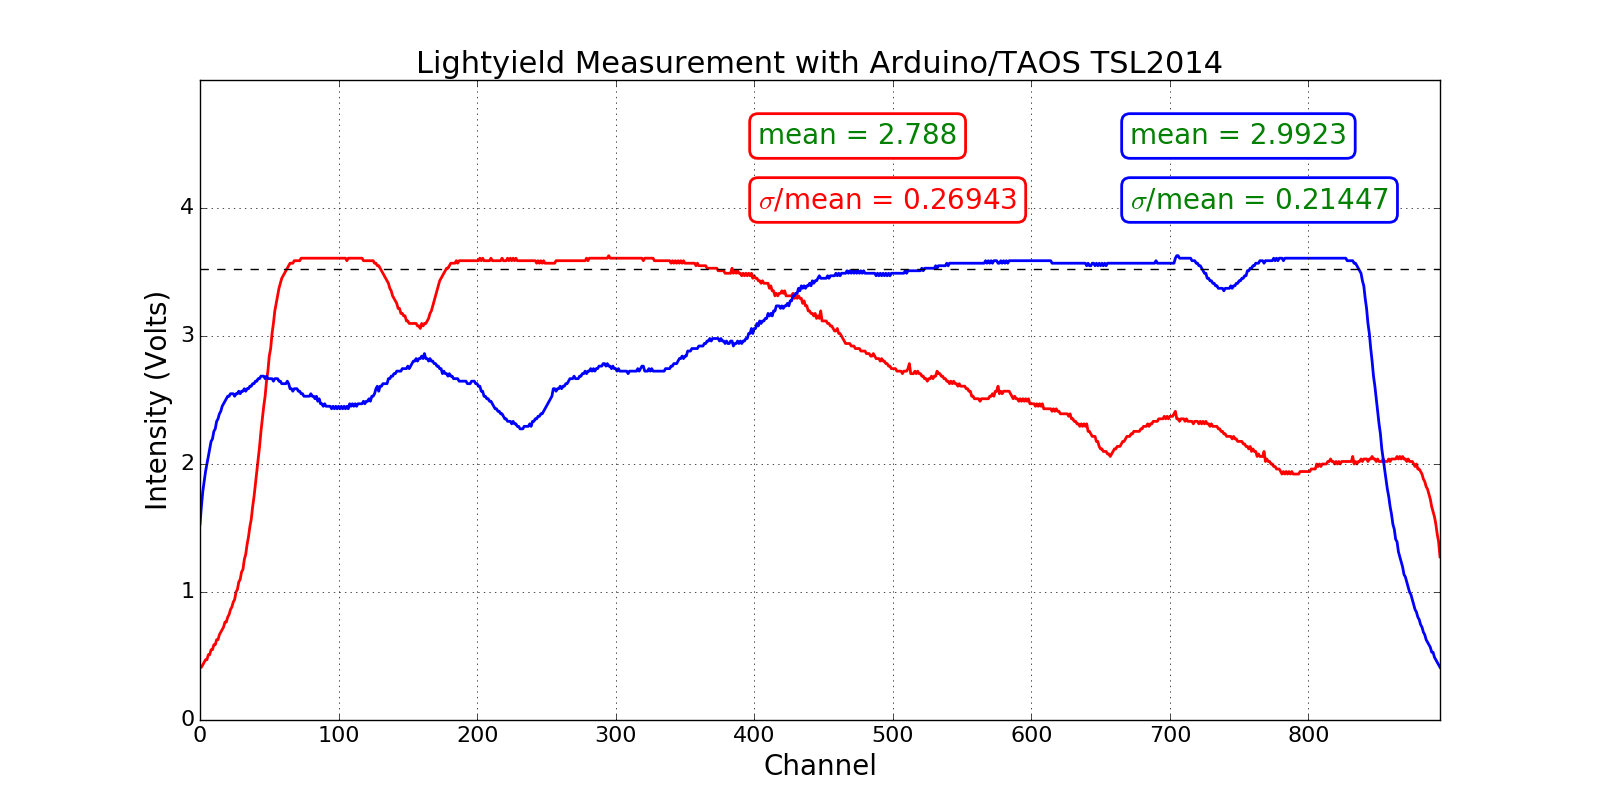 Lightyield Measurement with Arduino/TAOS TSL2014
mean = 2.788
mean = 2.9923
σ/mean = 0.26943
σ/mean = 0.21447
4
3
2
1
0
Intensity (Volts)
0 100 200 300 400 500 600 700 800
Channel